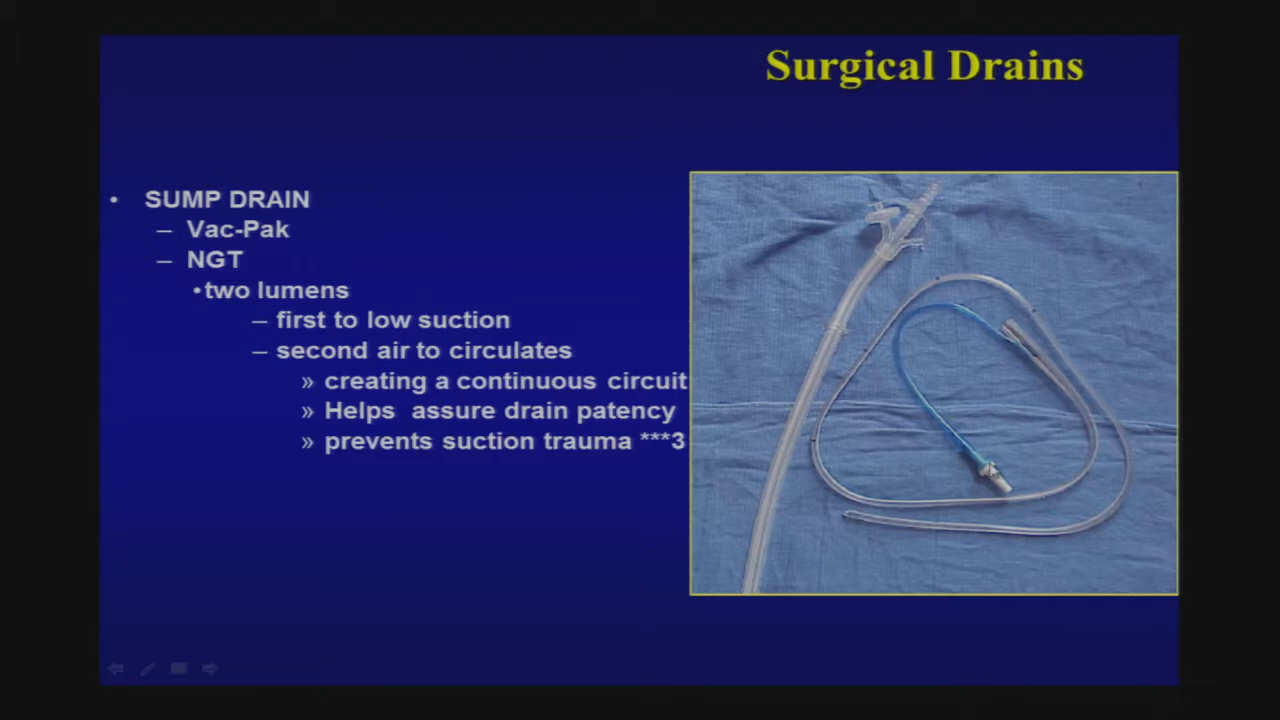 Surgical Drains
• SUMP DRAIN
– Vac-Pak
– NGT
•two lumens
– first to low suction
– second air to circulates
» creating a continuous circuit
» Helps assure drain patency
» prevents suction trauma ***3